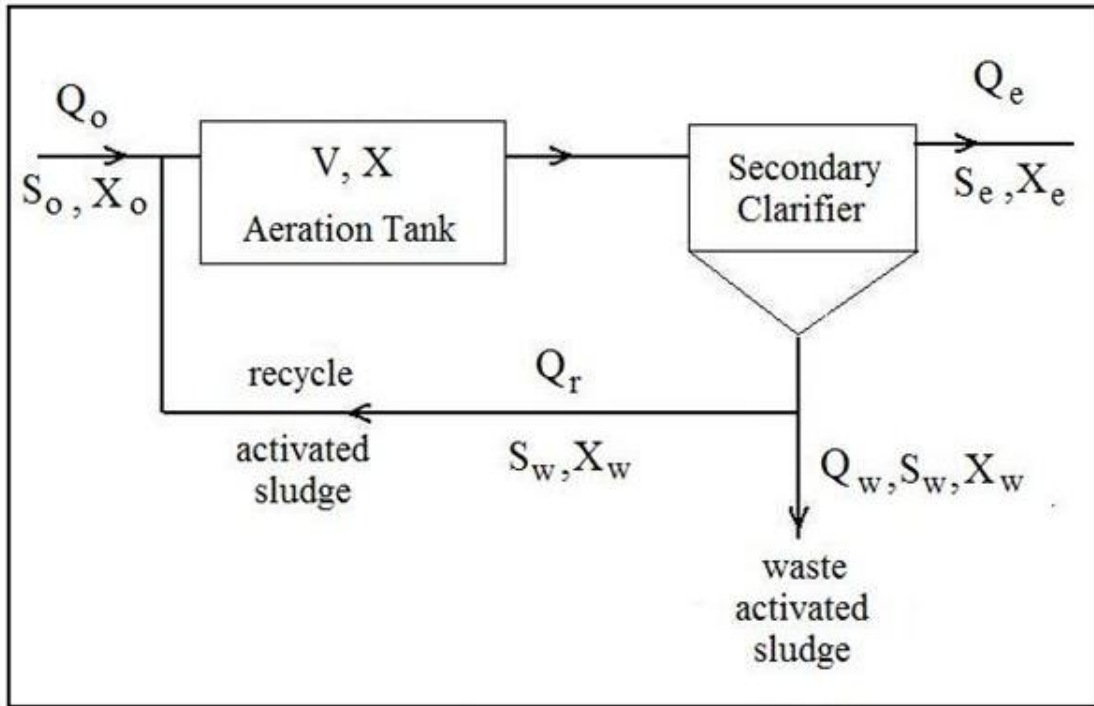 Qo
So , Xo
V, X
Aeration Tank
Secondary
Clarifier
Qe
Se,Xe
recycle
activated
sludge
Qr
Sw,Xw
Qw,Sw,Xw
waste
activated
sludge